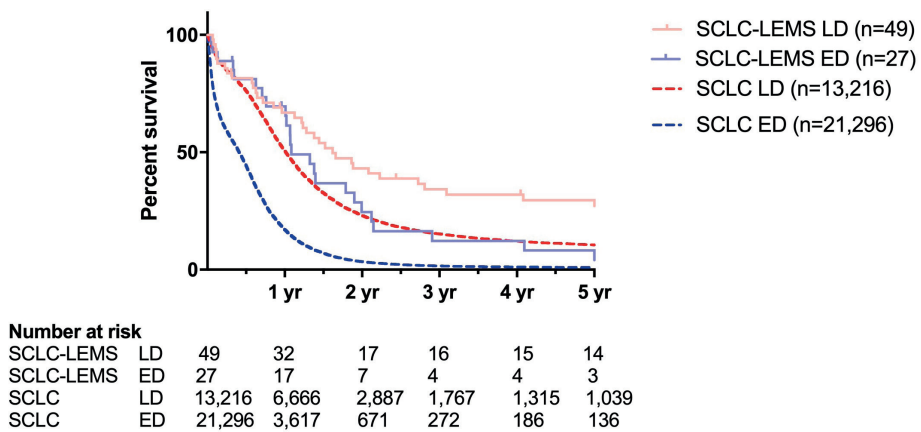 Percent survival
100
50
0
1 yr 2 yr 3 yr 4 yr 5 yr
SCLC-LEMS LD (n=49)
SCLC-LEMS ED (n=27)
SCLC LD (n=13,216)
SCLC ED (n=21,296)
Number at risk
SCLC-LEMS LD 49 32 17 16 15 14
SCLC-LEMS ED 27 17 7 4 4 3
SCLC LD 13,216 6,666 2,887 1,767 1,315 1,039
SCLC ED 21,296 3,617 671 272 186 136